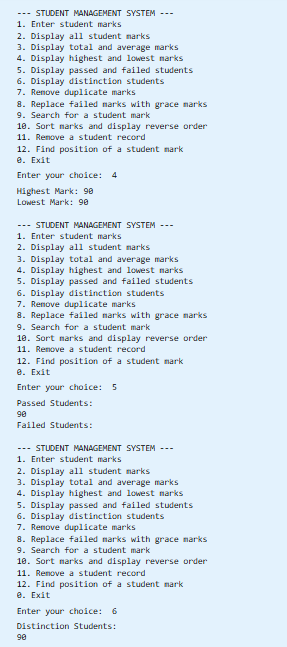 --- STUDENT MANAGEMENT SYSTEM ---
1. Enter student marks
2. Display all student marks
3. Display total and average marks
4. Display highest and lowest marks
5. Display passed and failed students
6. Display distinction students
7. Remove duplicate marks
8. Replace failed marks with grace marks
9. Search for a student mark
10. Sort marks and display reverse order
11. Remove a student record
12. Find position of a student mark
0. Exit
Enter your choice: 4
Highest Mark: 90
Lowest Mark: 90
--- STUDENT MANAGEMENT SYSTEM ---
1. Enter student marks
2. Display all student marks
3. Display total and average marks
4. Display highest and lowest marks
5. Display passed and failed students
6. Display distinction students
7. Remove duplicate marks
8. Replace failed marks with grace marks
9. Search for a student mark
10. Sort marks and display reverse order
11. Remove a student record
12. Find position of a student mark
0. Exit
Enter your choice: 5
Passed Students:
90
Failed Students:
--- STUDENT MANAGEMENT SYSTEM ---
1. Enter student marks
2. Display all student marks
3. Display total and average marks
4. Display highest and lowest marks
5. Display passed and failed students
6. Display distinction students
7. Remove duplicate marks
8. Replace failed marks with grace marks
9. Search for a student mark
10. Sort marks and display reverse order
11. Remove a student record
12. Find position of a student mark
0. Exit
Enter your choice: 6
Distinction Students:
90